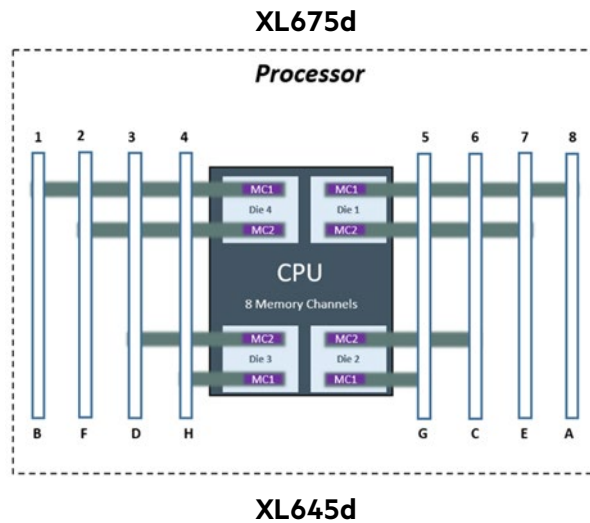 XL675d
Processor
1 2 3 4 5 6 7 8
MC1 MC1
Die 4 Die 1
MC2 MC2
CPU
8 Memory Channels
MC2 MC2
Die 3 Die 2
MC1 MC1
B F D H G C E A
XL645d